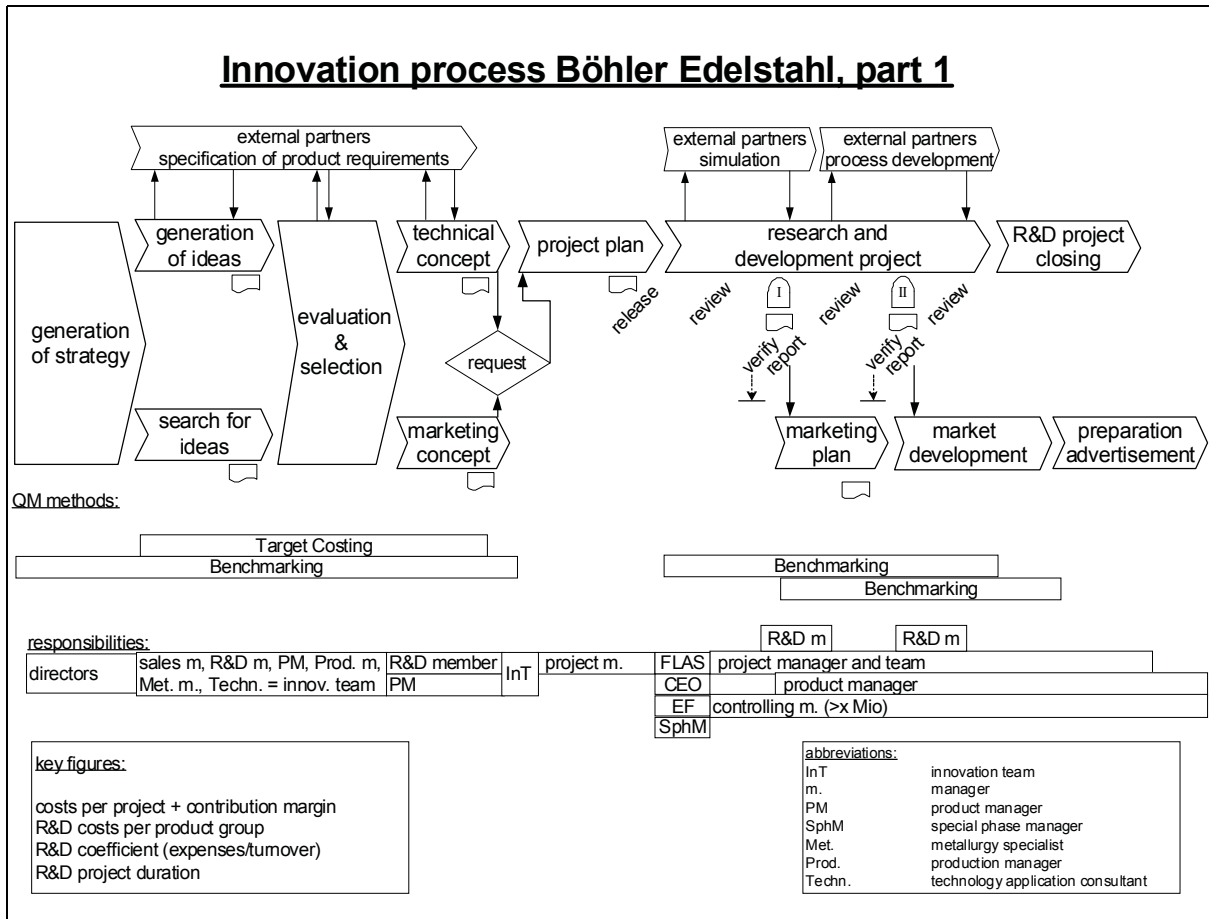 Innovation process Böhler Edelstahl, part 1
external partners
specification of product requirements
external partners
simulation
external partners
process development
generation
of strategy
generation
of ideas
search for
ideas
evaluation
&
selection
technical
concept
request
marketing
concept
project plan
release
research and
development project
review
I
review
II
review
R&D project
closing
verify
report
verify
report
marketing
plan
market
development
preparation
advertisement
QM methods:
Target Costing
Benchmarking
Benchmarking
Benchmarking
responsibilities:
R&D m
R&D m
directors
sales m, R&D m, PM, Prod. m,
Met. m., Techn. = innov. team
R&D member
PM
InT
project m.
FLAS
CEO
EF
SphM
project manager and team
product manager
controlling m. (>x Mio)
key figures:
costs per project + contribution margin
R&D costs per product group
R&D coefficient (expenses/turnover)
R&D project duration
abbreviations:
InT innovation team
m. manager
PM product manager
SphM special phase manager
Met. metallurgy specialist
Prod. production manager
Techn. technology application consultant